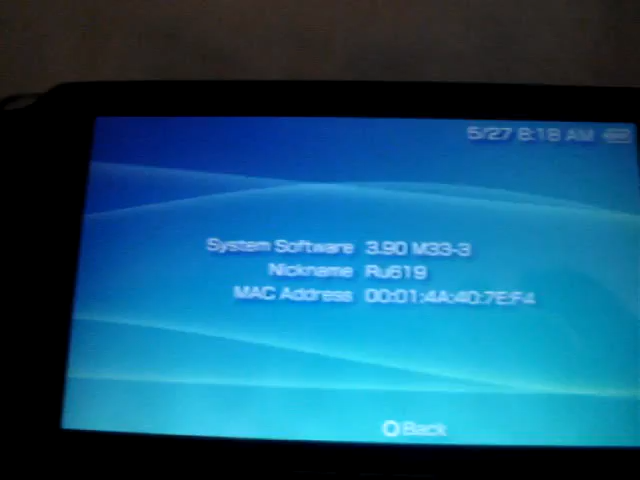 5/27 8:18 AM
System Software 3.90 M33-3
Nickname Ru619
MAC Address 00:01:4A:4D:7E:F4
Back